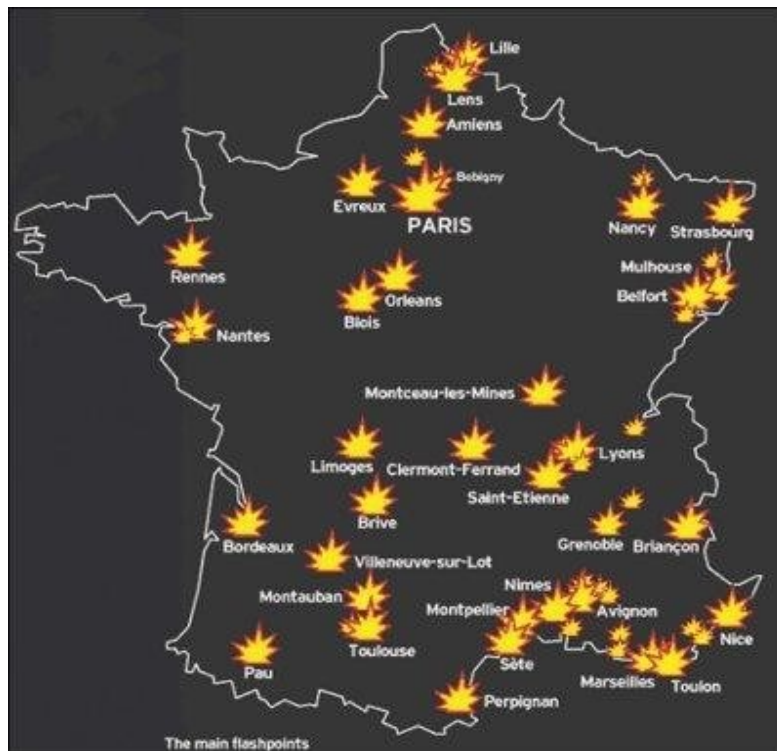 Lille
Lens
Amiens
Bobigny
Evreux
PARIS
Nancy
Strasbourg
Rennes
Mulhouse
Orleans
Belfort
Blois
Nantes
Montceau-les-Mines
Limoges
Clermont-Ferrand
Lyons
Saint-Etienne
Brive
Bordeaux
Grenoble
Briançon
Villeneuve-sur-Lot
Nimes
Montauban
Montpellier
Avignon
Toulouse
Nice
Pau
Sète
Marseilles
Toulon
Perpignan
The main flashpoints